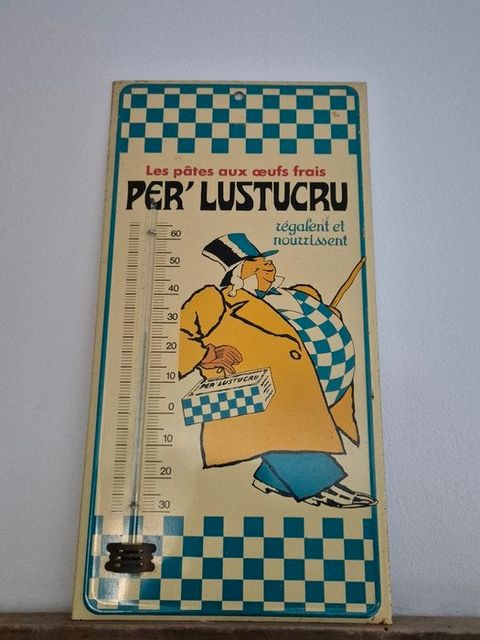 Les pâtes aux œufs frais
PER' LUSTUCRU
régalent et
nourrissent
60
50
40
30
20
10
0
10
20
30
PER' LUSTUCRU